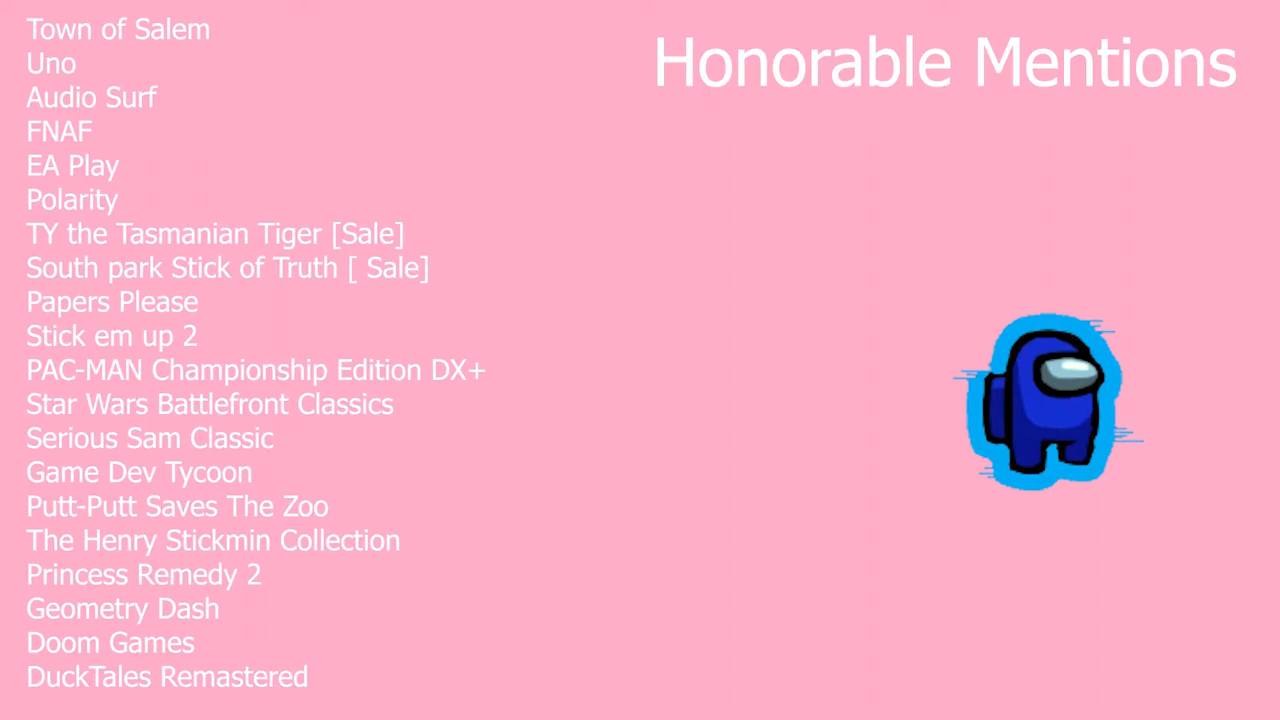 Town of Salem
Uno
Audio Surf
FNAF
EA Play
Polarity
TY the Tasmanian Tiger [Sale]
South park Stick of Truth [ Sale]
Papers Please
Stick em up 2
PAC-MAN Championship Edition DX+
Star Wars Battlefront Classics
Serious Sam Classic
Game Dev Tycoon
Putt-Putt Saves The Zoo
The Henry Stickmin Collection
Princess Remedy 2
Geometry Dash
Doom Games
DuckTales Remastered
Honorable Mentions